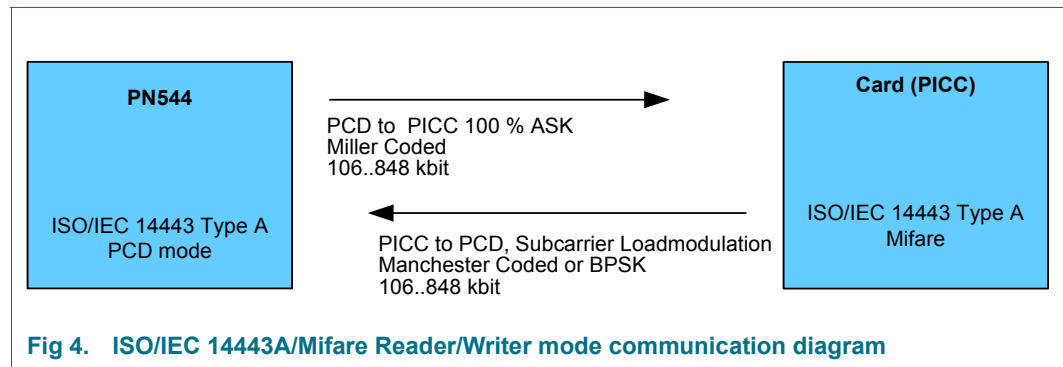 PN544
ISO/IEC 14443 Type A
PCD mode
PCD to PICC 100 % ASK
Miller Coded
106..848 kbit
PICC to PCD, Subcarrier Loadmodulation
Manchester Coded or BPSK
106..848 kbit
Card (PICC)
ISO/IEC 14443 Type A
Mifare
Fig 4. ISO/IEC 14443A/Mifare Reader/Writer mode communication diagram